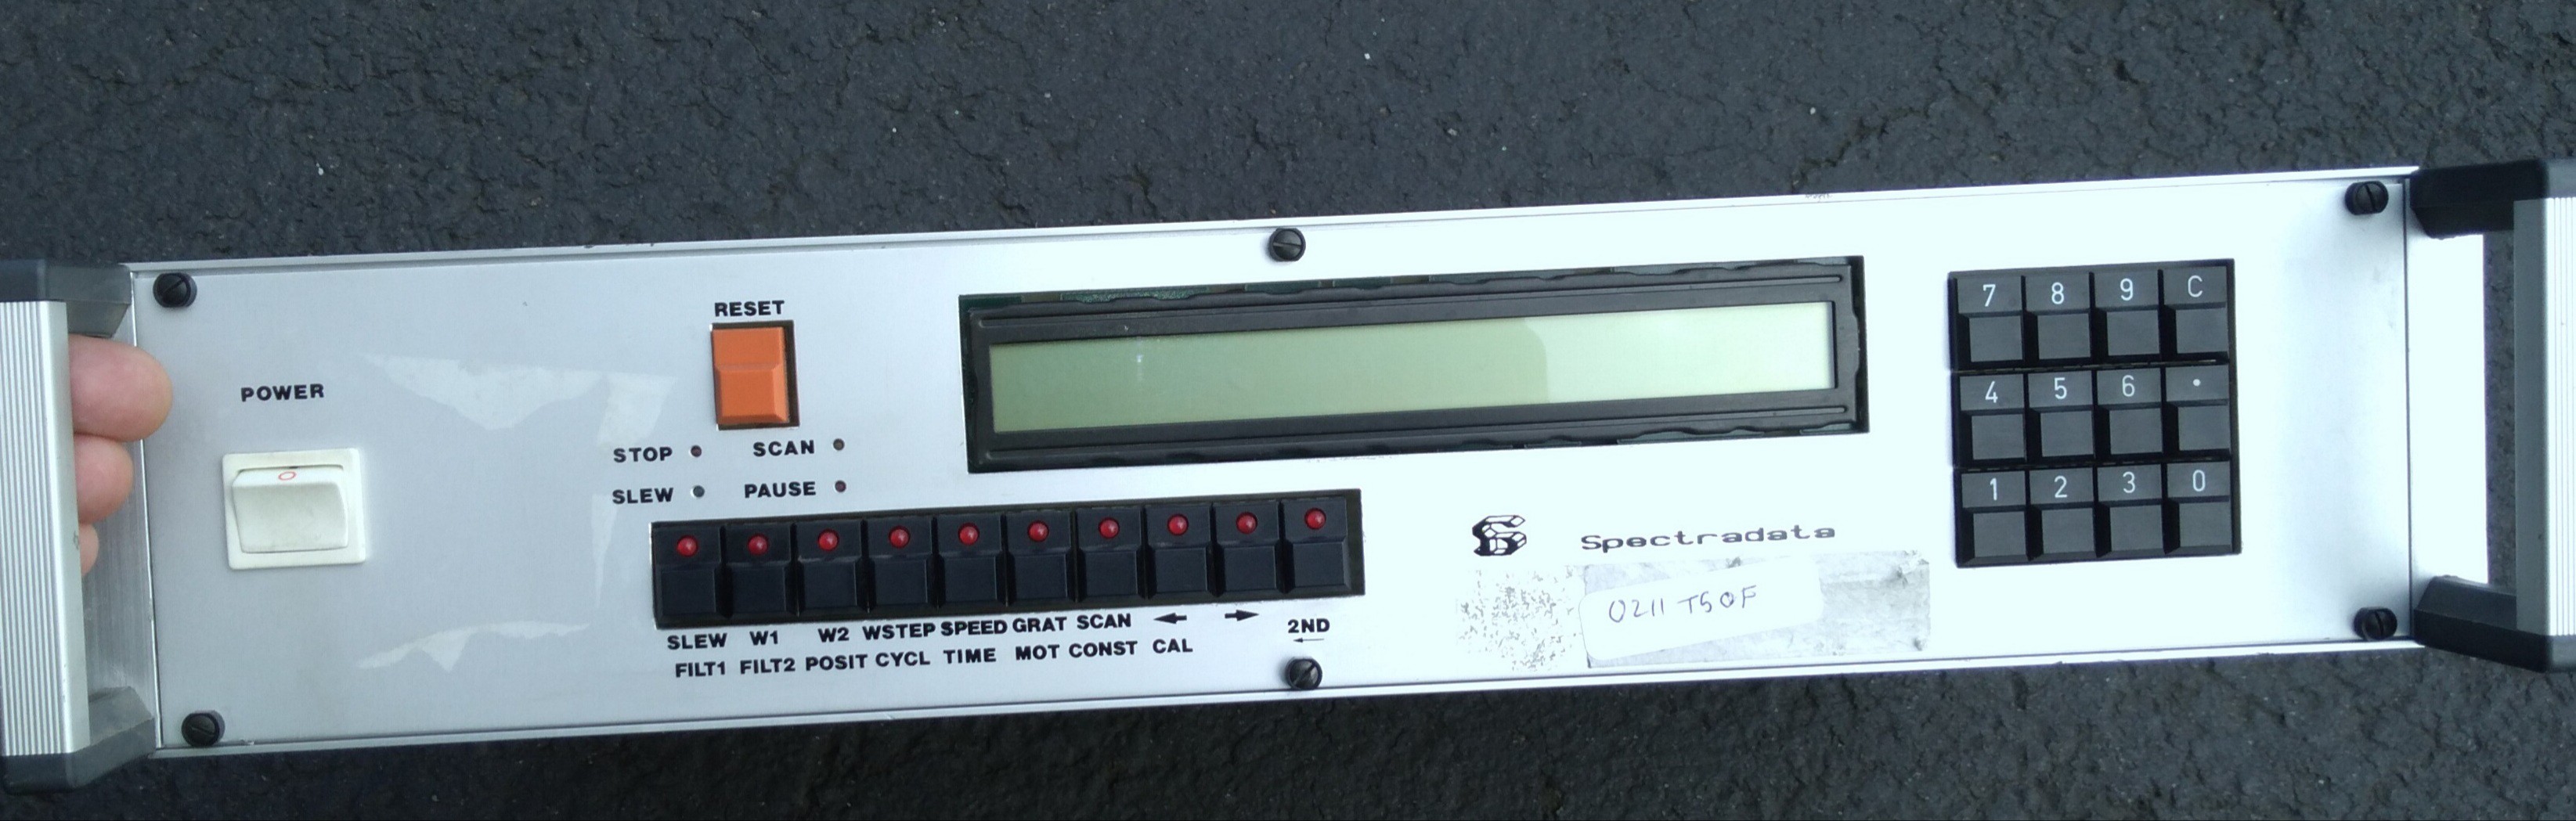 POWER
RESET
STOP SCAN
SLEW PAUSE
SLEW W1 W2 WSTEP SPEED GRAT SCAN ← → 2ND
FILT1 FILT2 POSIT CYCL TIME MOT CONST CAL ←
Spectradata
0211 T50F
7 8 9 C
4 5 6 .
1 2 3 0